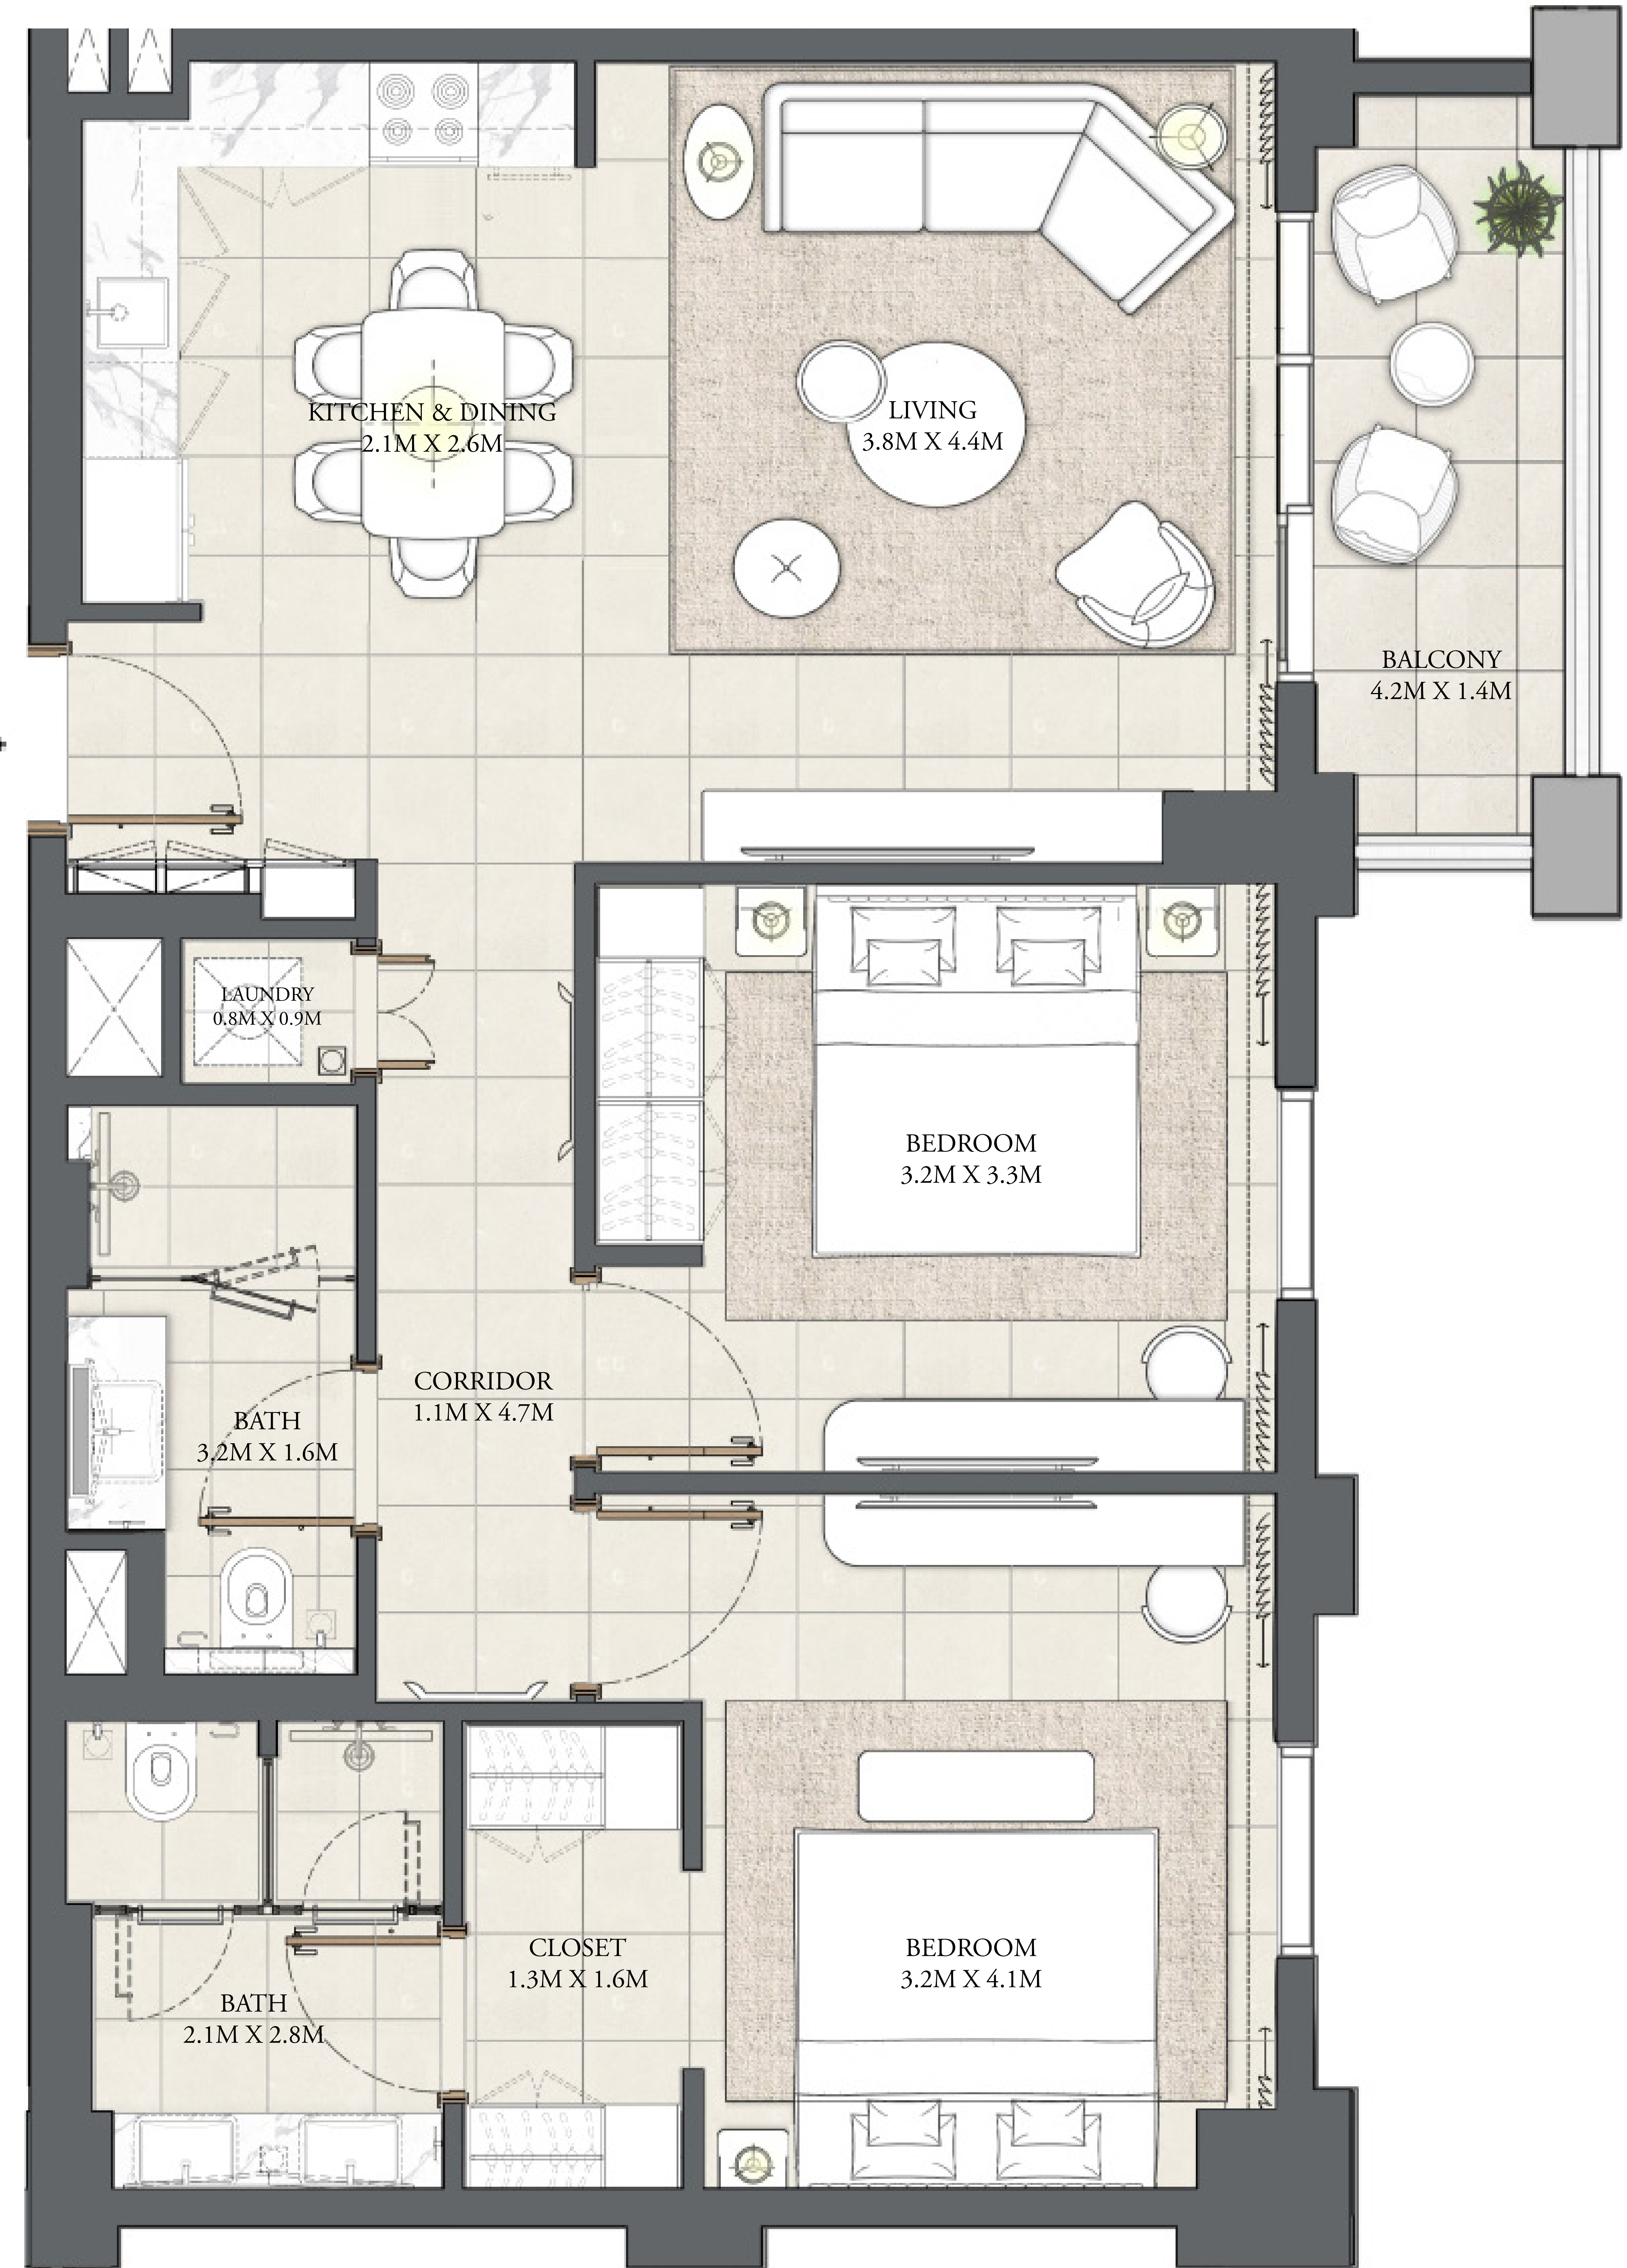 KITCHEN & DINING
2.1M X 2.6M
LIVING
3.8M X 4.4M
BALCONY
4.2M X 1.4M
LAUNDRY
0.8M X 0.9M
BEDROOM
3.2M X 3.3M
CORRIDOR
1.1M X 4.7M
BATH
3.2M X 1.6M
CLOSET
1.3M X 1.6M
BEDROOM
3.2M X 4.1M
BATH
2.1M X 2.8M